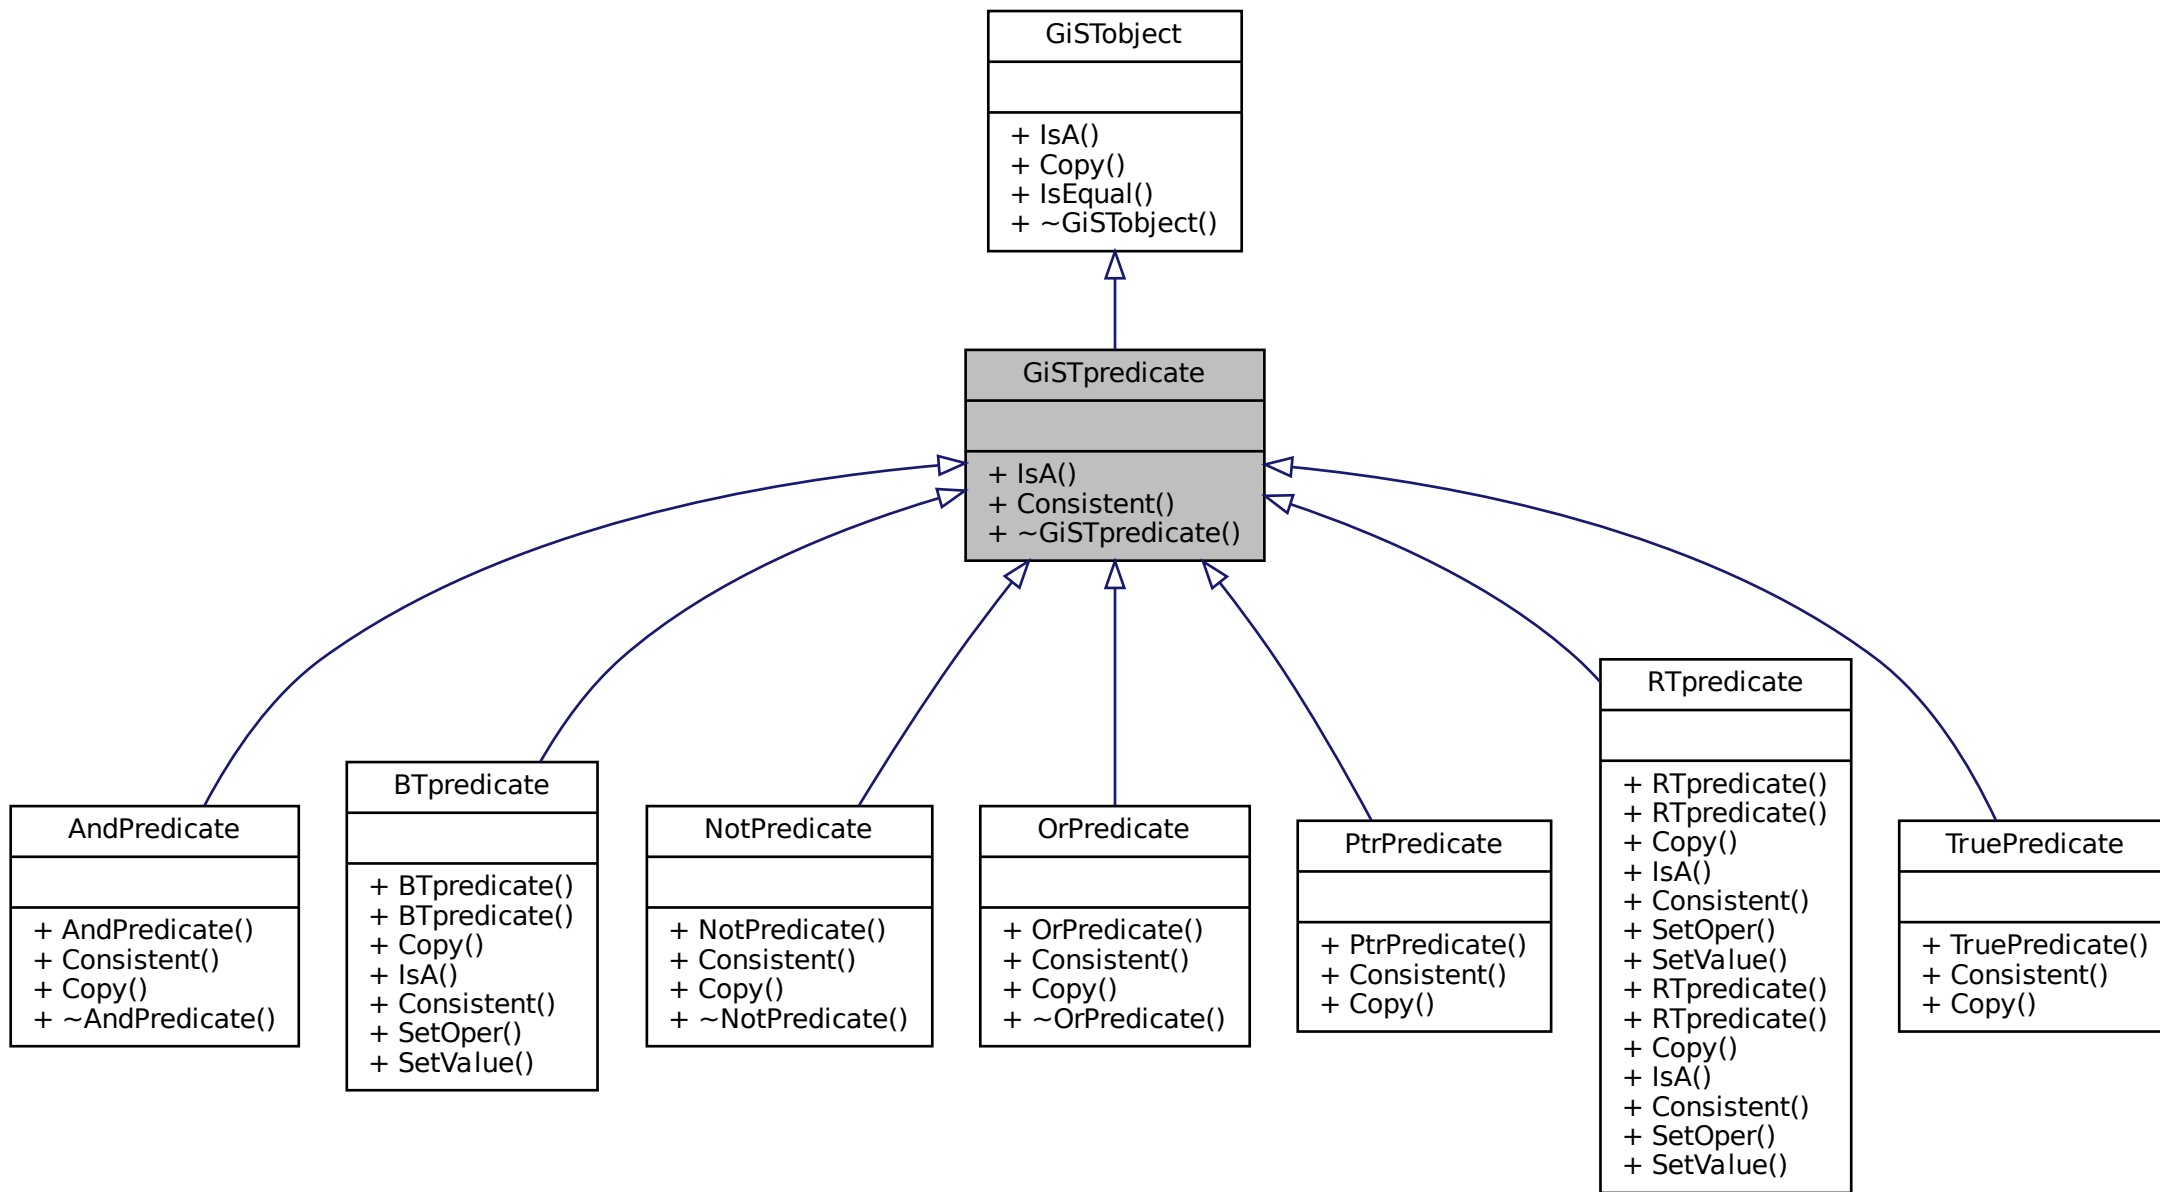 GiSTobject
+ IsA()
+ Copy()
+ IsEqual()
+ ~GiSTobject()
GiSTpredicate
+ IsA()
+ Consistent()
+ ~GiSTpredicate()
AndPredicate
+ AndPredicate()
+ Consistent()
+ Copy()
+ ~AndPredicate()
BTpredicate
+ BTpredicate()
+ BTpredicate()
+ Copy()
+ IsA()
+ Consistent()
+ SetOper()
+ SetValue()
NotPredicate
+ NotPredicate()
+ Consistent()
+ Copy()
+ ~NotPredicate()
OrPredicate
+ OrPredicate()
+ Consistent()
+ Copy()
+ ~OrPredicate()
PtrPredicate
+ PtrPredicate()
+ Consistent()
+ Copy()
RTpredicate
+ RTpredicate()
+ RTpredicate()
+ Copy()
+ IsA()
+ Consistent()
+ SetOper()
+ SetValue()
+ RTpredicate()
+ RTpredicate()
+ Copy()
+ IsA()
+ Consistent()
+ SetOper()
+ SetValue()
TruePredicate
+ TruePredicate()
+ Consistent()
+ Copy()